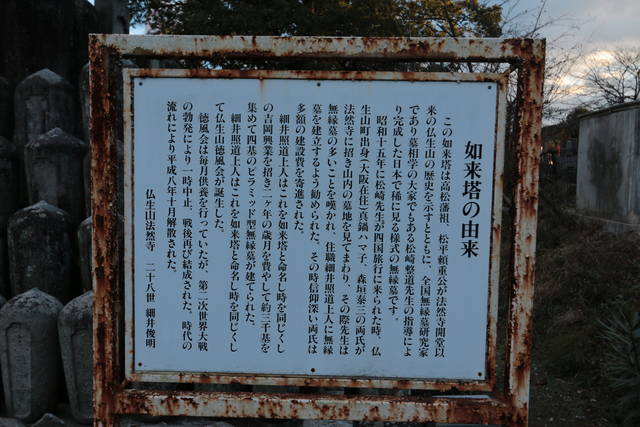 如来塔の由来
この如来塔は高松藩祖、松平頼重公が法然寺開堂以
来の仏生山の歴史を示すとともに、全国無縁墓研究家
であり墓相学の大家でもある松崎整道先生の指導によ
り完成した日本で稀に見る様式の無縁墓です。
昭和十五年に松崎先生が四国旅行に来られた時、仏
生山町出身(大阪在住)真鍋ハマ子、森垣泰三の両氏が
法然寺に招き山内の墓地を見てまわり、その際先生は
無縁墓の多いことを嘆かれ、住職細井照道上人に無縁
墓を建立するよう勧められた。その時信仰深い両氏は
多額の建設費を寄進された。
細井照道上人はこれを如来塔と命名し時を同じくし
の吉岡興業を招き二ヶ年の歳月を費やして約三千基を
集めて四基のピラミッド型無縁墓が建てられた。
細井照道上人はこれを如来塔と命名し時を同じくし
て仏生山徳風会が誕生した。
徳風会は毎月供養を行っていたが、第二次世界大戦
の勃発により一時中止、戦後再び結成された。時代の
流れにより平成八年十月解散された。
仏生山法然寺 二十八世 細井俊明